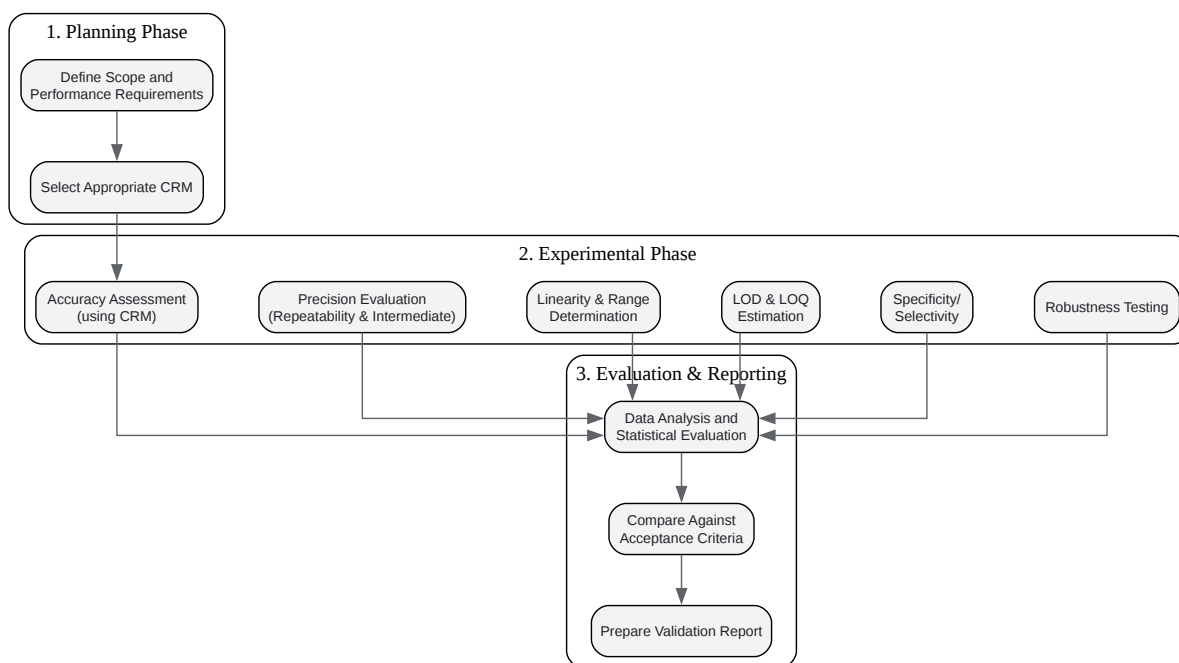 1. Planning Phase
Define Scope and
Performance Requirements
Select Appropriate CRM
2. Experimental Phase
Accuracy Assessment
(using CRM)
Precision Evaluation
(Repeatability & Intermediate)
Linearity & Range
Determination
LOD & LOQ
Estimation
Specificity/
Selectivity
Robustness Testing
3. Evaluation & Reporting
Data Analysis and
Statistical Evaluation
Compare Against
Acceptance Criteria
Prepare Validation Report